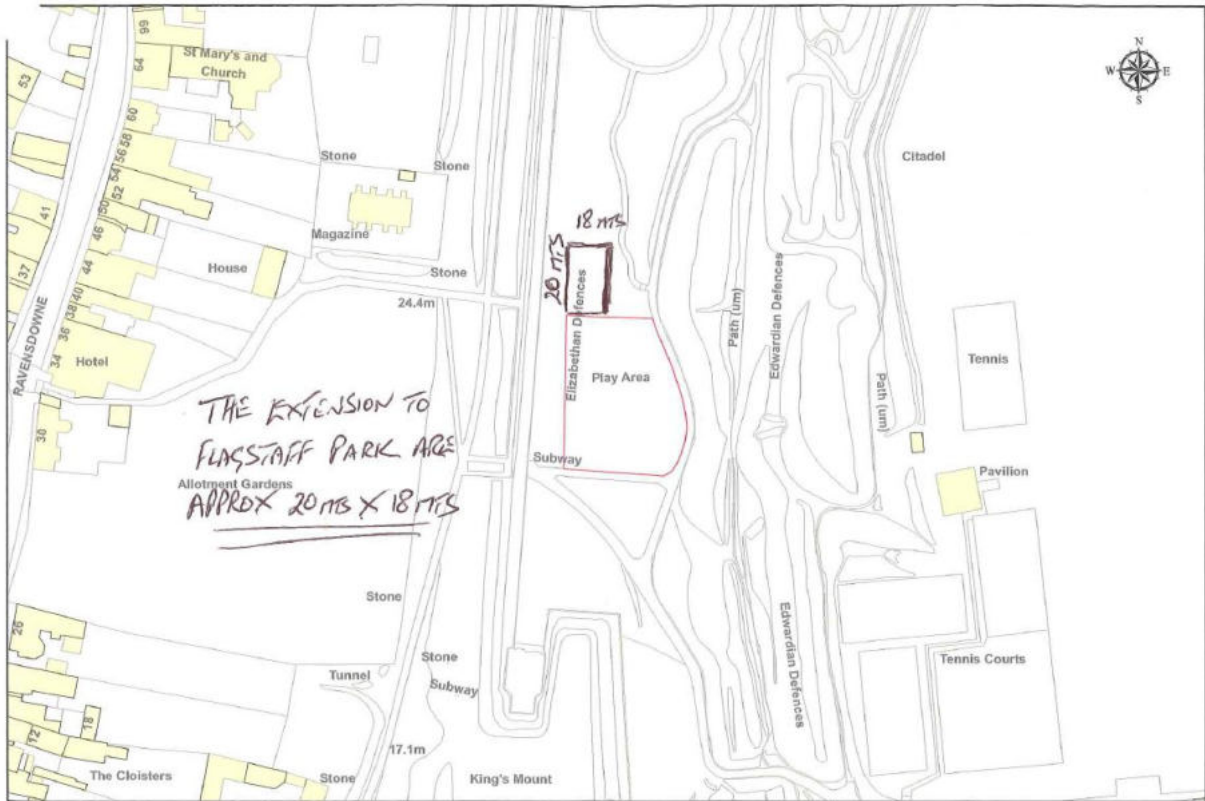 N
W
E
S
99
St Mary's and
Church
64
53
60
58
56
54
52
50
46
44
40
38
36
34
30
41
37
RAVENSDOWNE
Hotel
House
Magazine
Stone
Stone
Stone
24.4m
18 MTS
20 MTS
Elizabethan Defences
Play Area
Path (um)
Edwardian Defences
Citadel
Tennis
Path (um)
Pavilion
THE EXTENSION TO
FLAGSTAFF PARK ARE
Allotment Gardens
APPROX 20 MTS X 18 MTS
Subway
Stone
Stone
Subway
Tunnel
Edwardian Defences
Tennis Courts
26
18
12
The Cloisters
17.1m
Stone
King's Mount